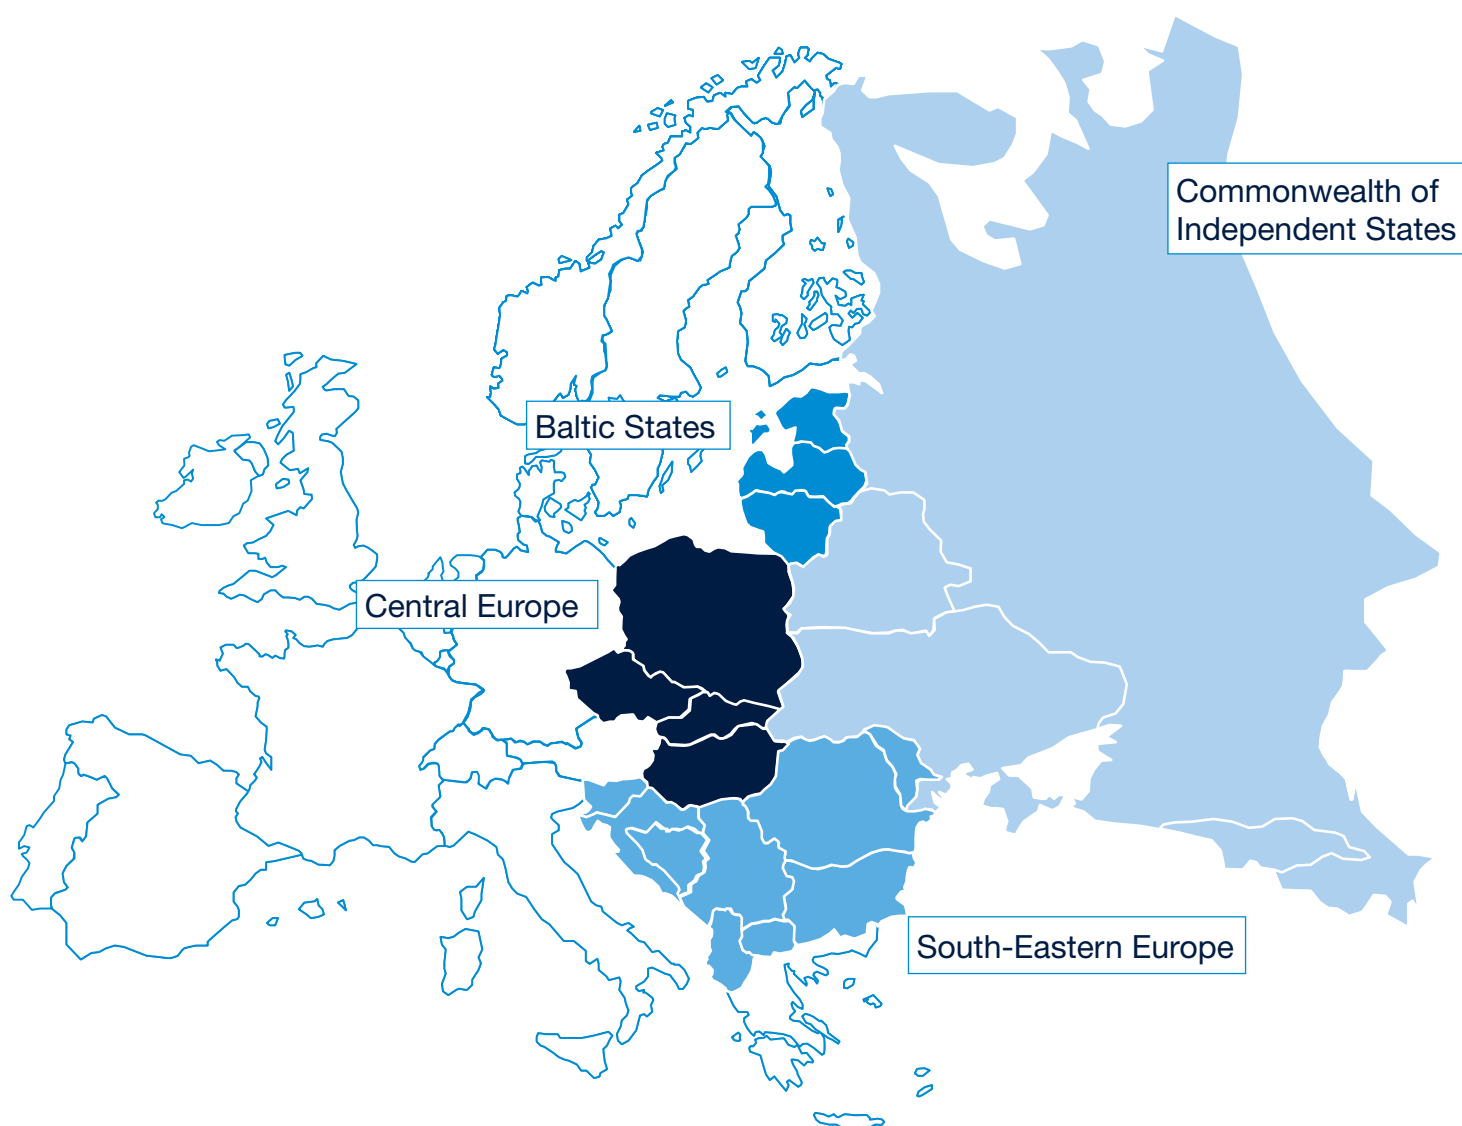 Commonwealth of
Independent States
Baltic States
Central Europe
South-Eastern Europe